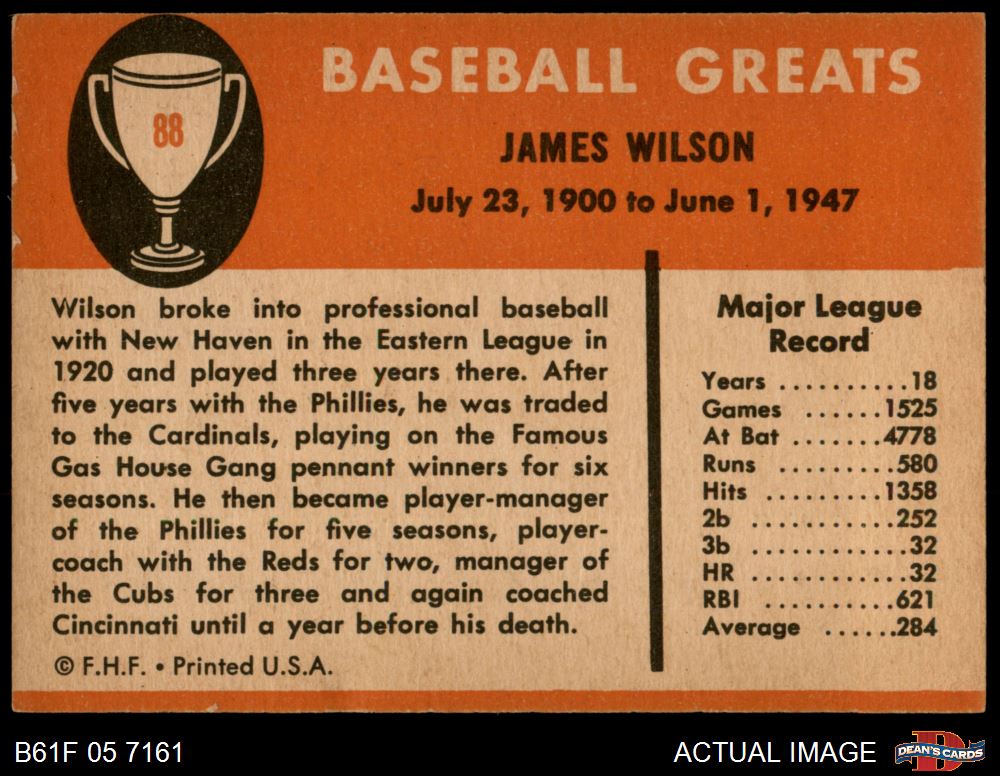 88
BASEBALL GREATS
JAMES WILSON
July 23, 1900 to June 1, 1947
Wilson broke into professional baseball
with New Haven in the Eastern League in
1920 and played three years there. After
five years with the Phillies, he was traded
to the Cardinals, playing on the Famous
Gas House Gang pennant winners for six
seasons. He then became player-manager
of the Phillies for five seasons, player-
coach with the Reds for two, manager of
the Cubs for three and again coached
Cincinnati until a year before his death.
© F.H.F. • Printed U.S.A.
Major League
Record
Years ..........18
Games ......1525
At Bat .......4778
Runs .........580
Hits .........1358
2b ...........252
3b ............32
HR ............32
RBI ..........621
Average ......284
B61F 05 7161
ACTUAL IMAGE
D
DEAN'S CARDS